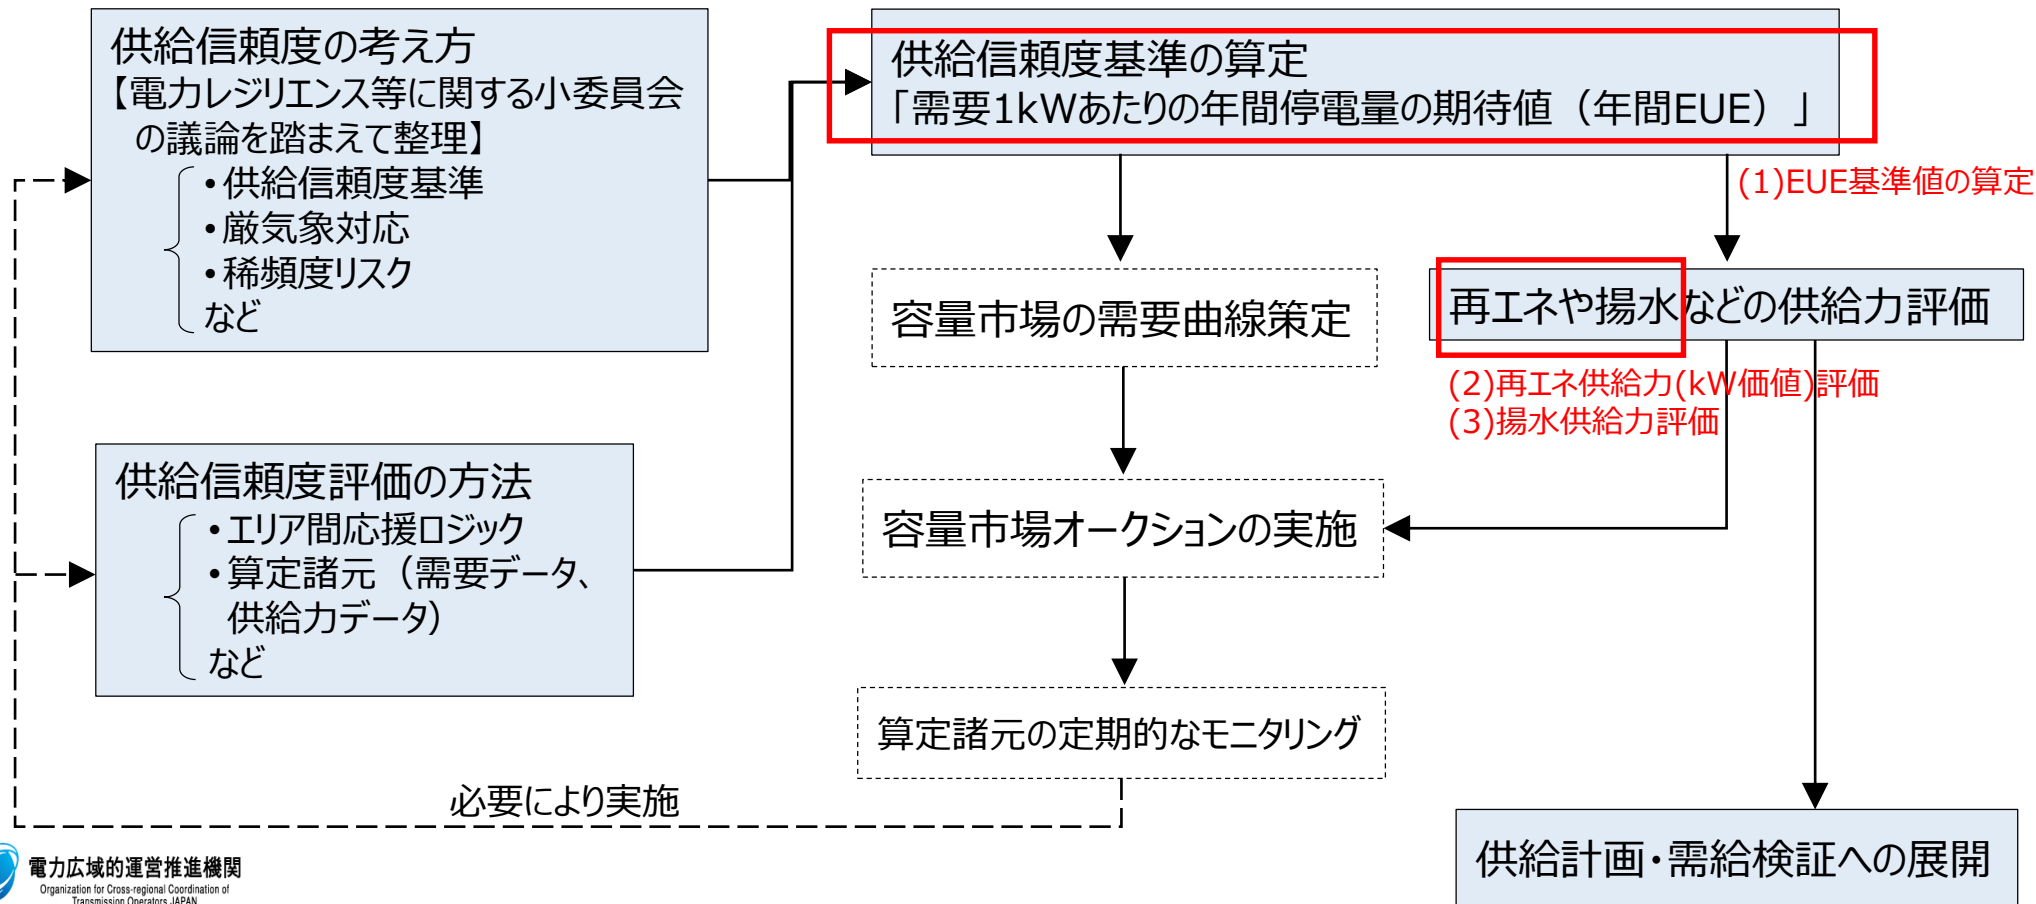 供給信頼度の考え方
【電力レジリエンス等に関する小委員会
の議論を踏まえて整理】
•供給信頼度基準
•厳気象対応
•稀頻度リスク
など
供給信頼度基準の算定
「需要1kWあたりの年間停電量の期待値（年間EUE）」
(1)EUE基準値の算定
容量市場の需要曲線策定
再エネや揚水などの供給力評価
(2)再エネ供給力(kW価値)評価
(3)揚水供給力評価
供給信頼度評価の方法
•エリア間応援ロジック
•算定諸元（需要データ、
供給力データ）
など
容量市場オークションの実施
算定諸元の定期的なモニタリング
必要により実施
供給計画・需給検証への展開
電力広域的運営推進機関
Organization for Cross-regional Coordination of
Transmission Operators,JAPAN